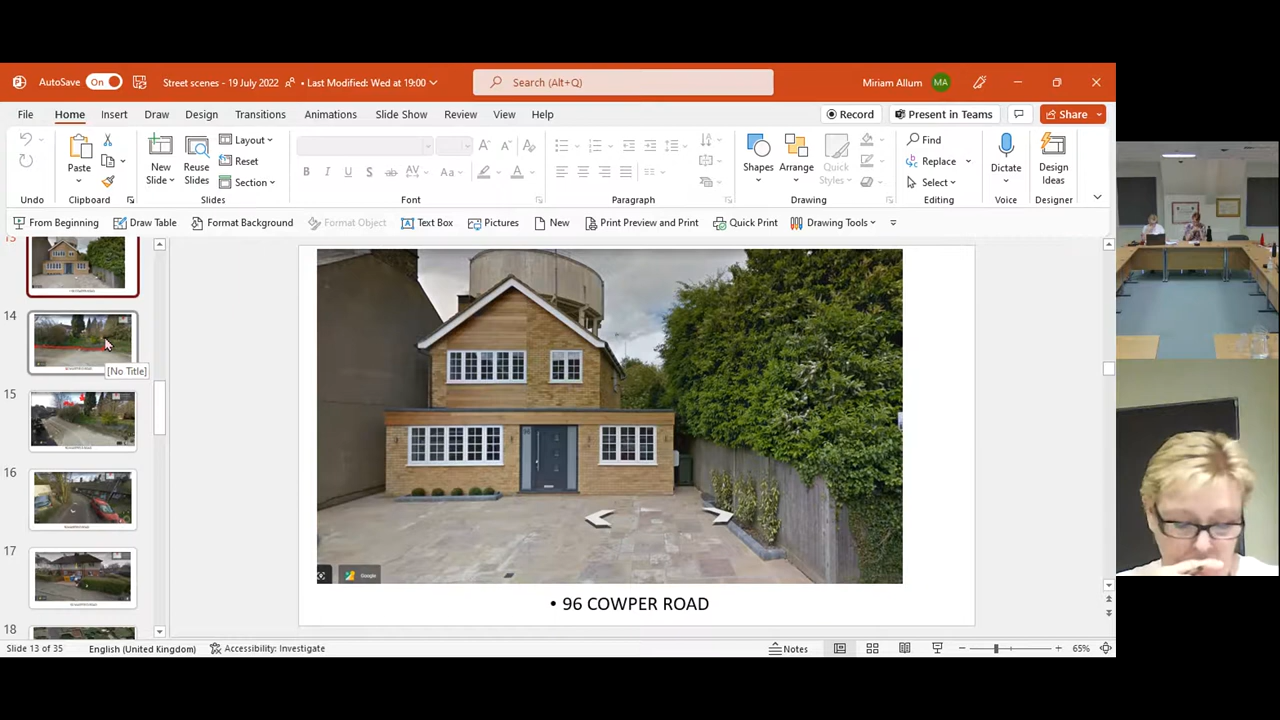 AutoSave On Street scenes - 19 July 2022 • Last Modified: Wed at 19:00 Search (Alt+Q) Miriam Allum MA
File Home Insert Draw Design Transitions Animations Slide Show Review View Help Record Present in Teams Share
Undo
Paste
Clipboard
New Slide
Reuse Slides
Layout
Reset
Section
Slides
B I U S ab AV Aa A
Font
Paragraph
Shapes
Arrange
Quick Styles
Drawing
Find
Replace
Select
Editing
Dictate
Voice
Design Ideas
Designer
From Beginning Draw Table Format Background Format Object Text Box Pictures New Print Preview and Print Quick Print Drawing Tools
13
14
[No Title]
15
16
17
18
Google
• 96 COWPER ROAD
Slide 13 of 35 English (United Kingdom) Accessibility: Investigate Notes 65%